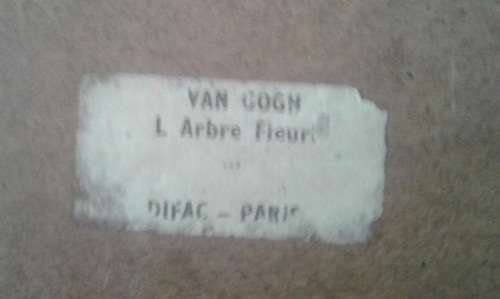 VAN GOGH
L Arbre Fleuri
DIFAC - PARIS